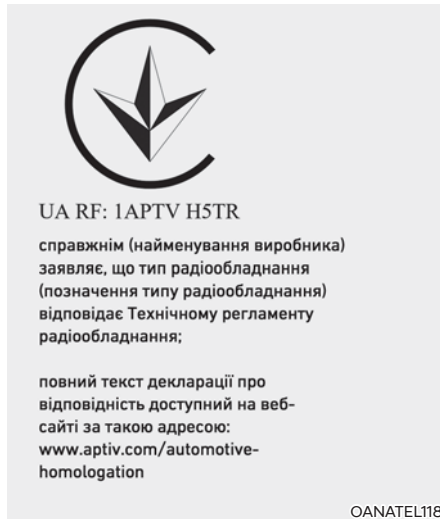 UA RF: 1APTV H5TR
справжнім (найменування виробника)
заявляє, що тип радіообладнання
(позначення типу радіообладнання)
відповідає Технічному регламенту
радіообладнання;
повний текст декларації про
відповідність доступний на веб-
сайті за такою адресою:
www.aptiv.com/automotive-
homologation
OANATEL118